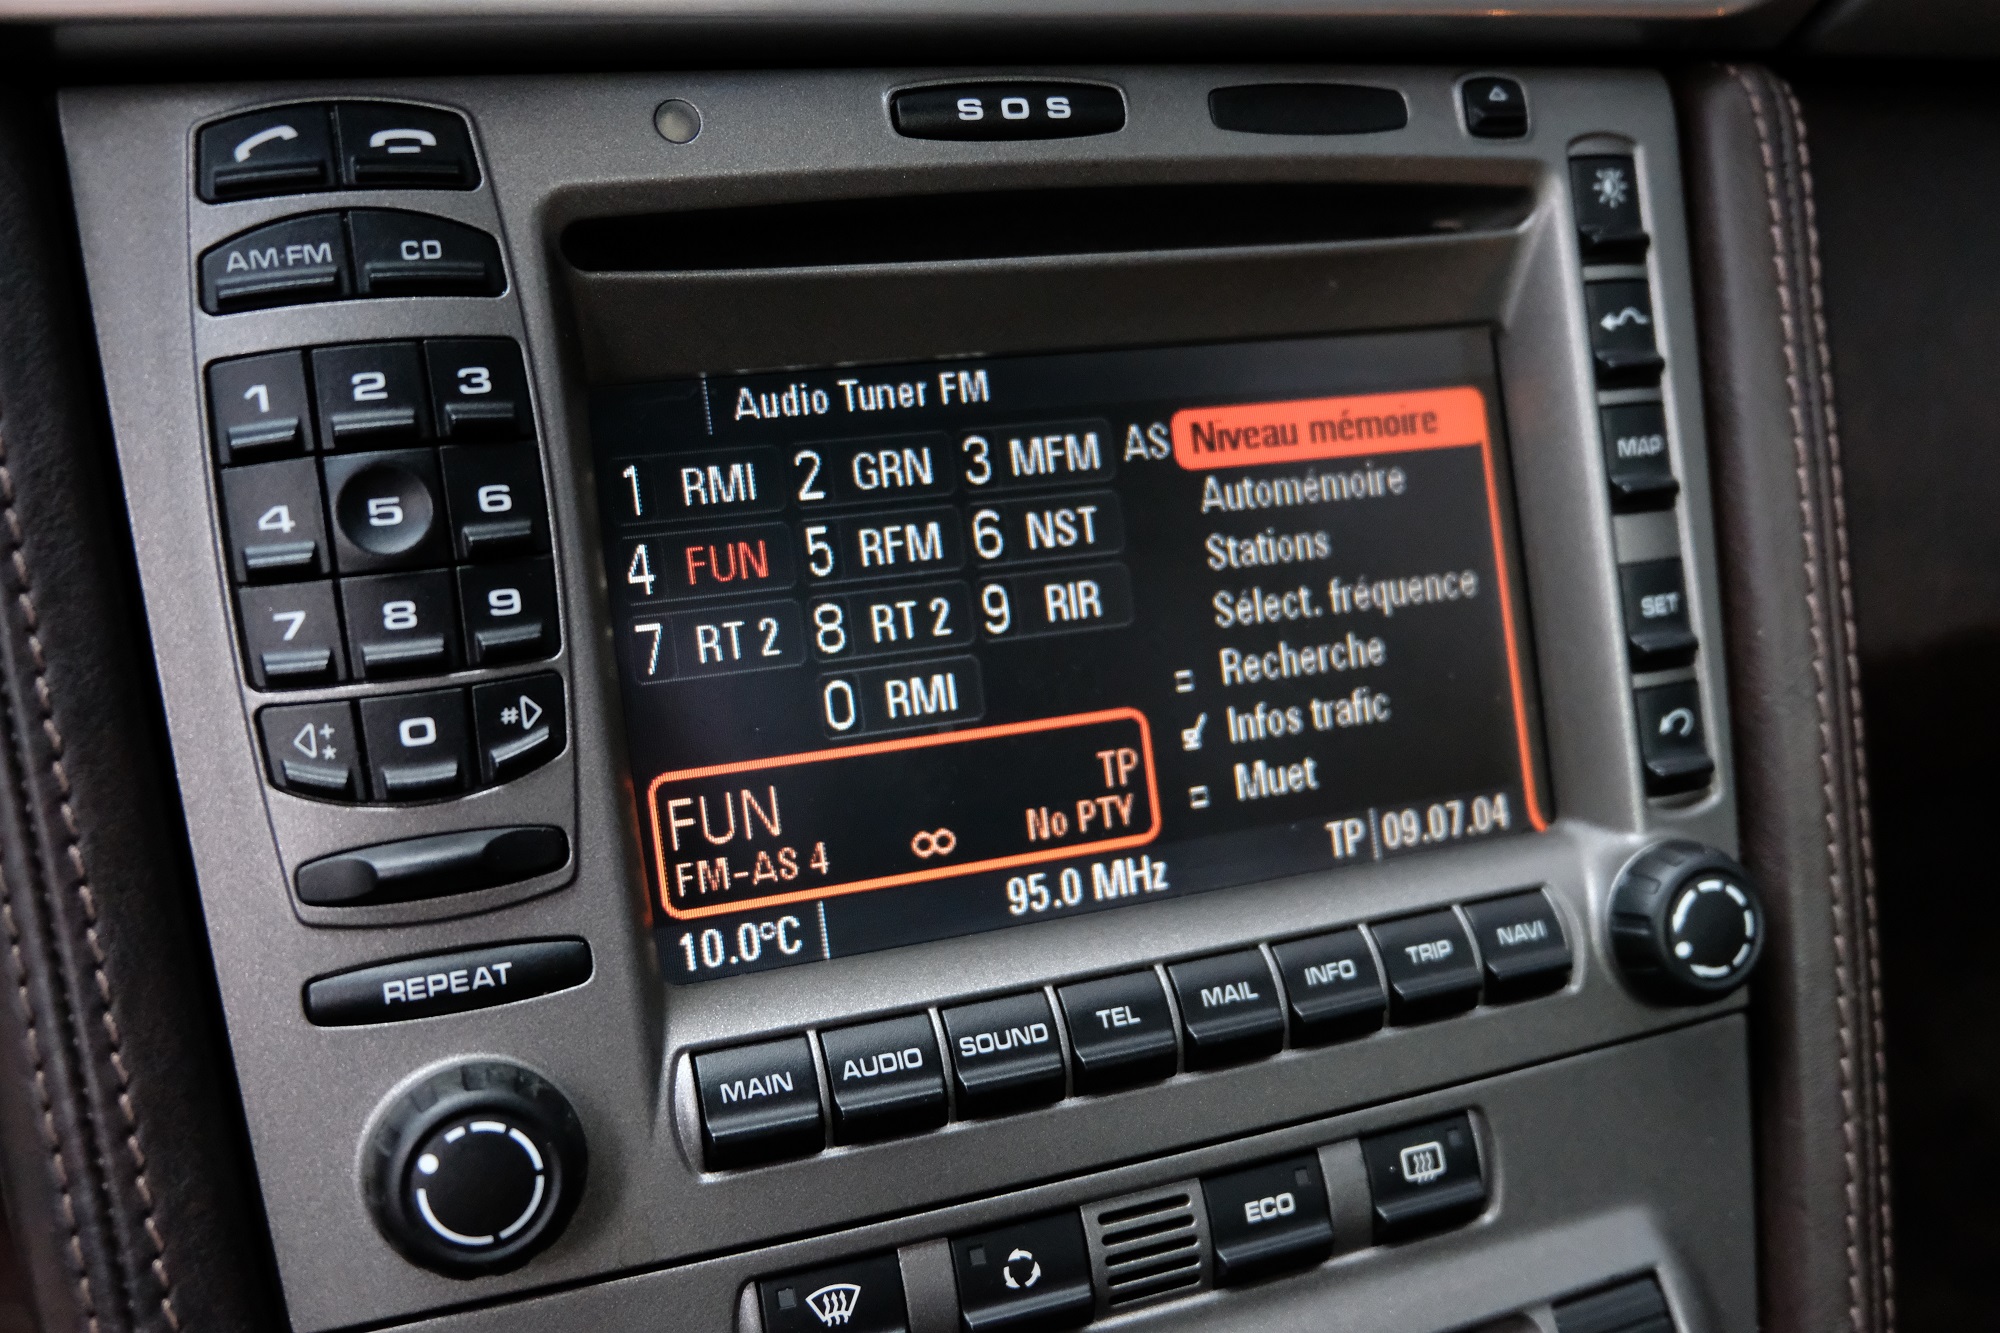 SOS
AM·FM CD
1 2 3
4 5 6
7 8 9
+
* 0 #
REPEAT
Audio Tuner FM
1 RMI 2 GRN 3 MFM AS
4 FUN 5 RFM 6 NST
7 RT 2 8 RT 2 9 RIR
0 RMI
FUN TP
FM-AS 4 ∞ No PTY
10.0°C 95.0 MHz TP 09.07.04
Niveau mémoire
Automémoire
Stations
Sélect. fréquence
Recherche
Infos trafic
Muet
MAP
SET
MAIN AUDIO SOUND TEL MAIL INFO TRIP NAVI
ECO